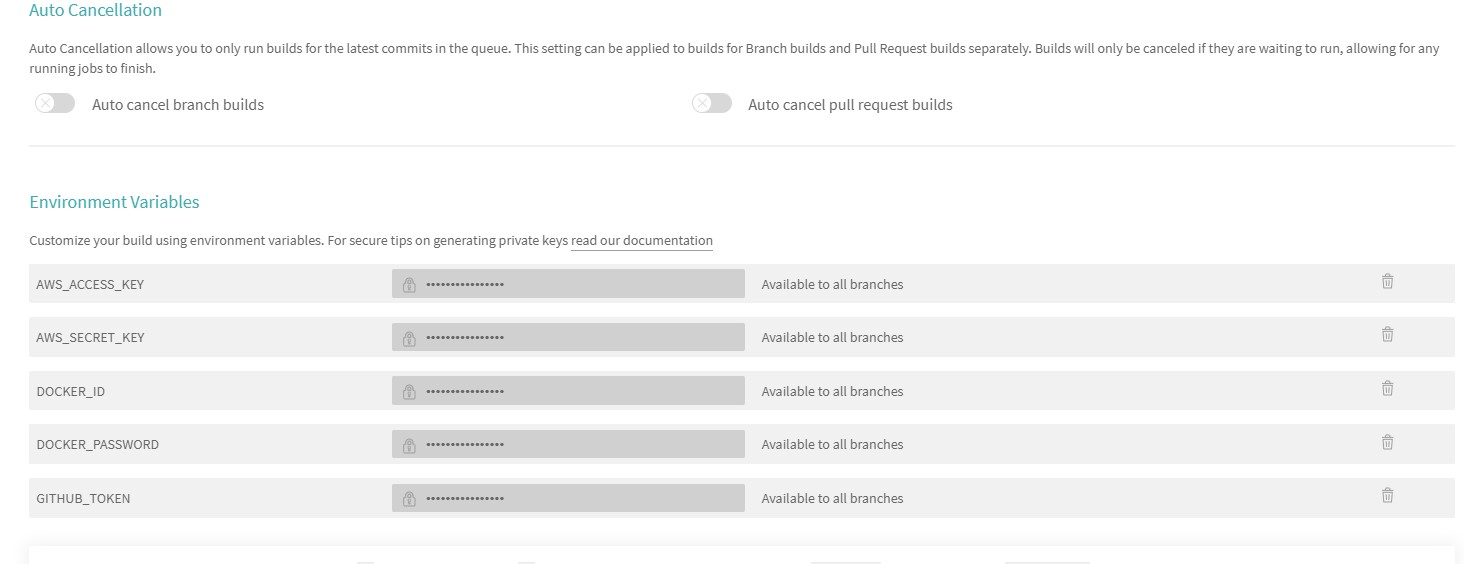 Auto Cancellation
Auto Cancellation allows you to only run builds for the latest commits in the queue. This setting can be applied to builds for Branch builds and Pull Request builds separately. Builds will only be canceled if they are waiting to run, allowing for any
running jobs to finish.
Auto cancel branch builds Auto cancel pull request builds
Environment Variables
Customize your build using environment variables. For secure tips on generating private keys read our documentation
AWS_ACCESS_KEY •••••••••••••••• Available to all branches
AWS_SECRET_KEY •••••••••••••••• Available to all branches
DOCKER_ID •••••••••••••••• Available to all branches
DOCKER_PASSWORD •••••••••••••••• Available to all branches
GITHUB_TOKEN •••••••••••••••• Available to all branches